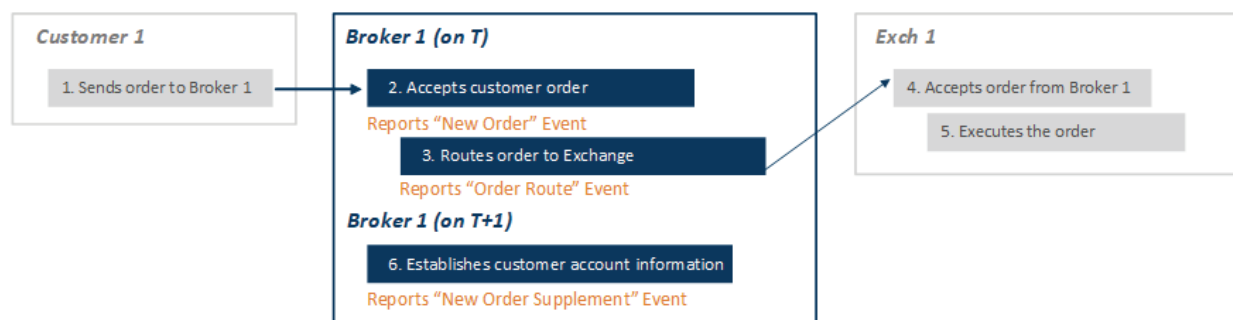 Customer 1
1. Sends order to Broker 1
Broker 1 (on T)
2. Accepts customer order
Reports “New Order” Event
3. Routes order to Exchange
Reports “Order Route” Event
Broker 1 (on T+1)
6. Establishes customer account information
Reports “New Order Supplement” Event
Exch 1
4. Accepts order from Broker 1
5. Executes the order